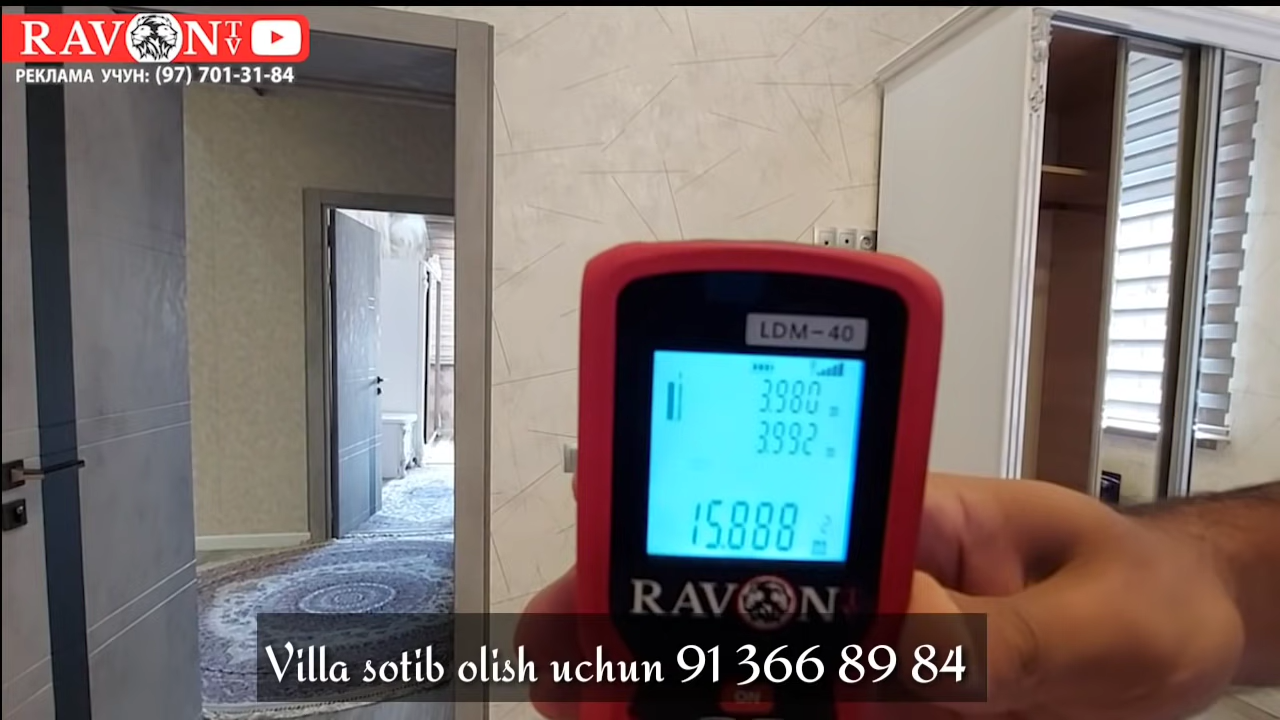 RAVON TV
РЕКЛАМА УЧУН: (97) 701-31-84
LDM-40
3.980 m
3.992 m
15.888 m²
RAVON
ON
Villa sotib olish uchun 91 366 89 84